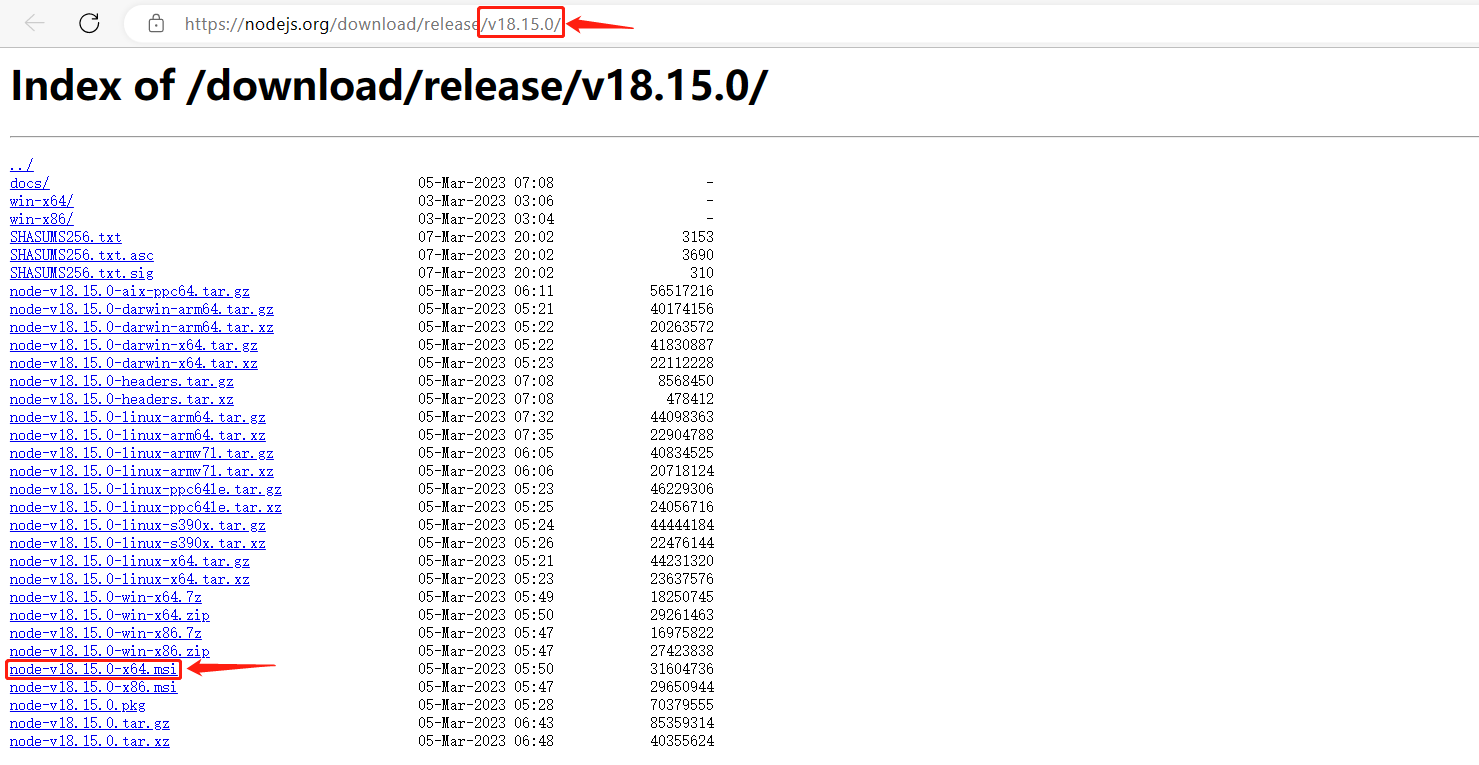 https://nodejs.org/download/release/v18.15.0/
Index of /download/release/v18.15.0/
../
docs/ 05-Mar-2023 07:08 -
win-x64/ 03-Mar-2023 03:06 -
win-x86/ 03-Mar-2023 03:04 -
SHASUMS256.txt 07-Mar-2023 20:02 3153
SHASUMS256.txt.asc 07-Mar-2023 20:02 3690
SHASUMS256.txt.sig 07-Mar-2023 20:02 310
node-v18.15.0-aix-ppc64.tar.gz 05-Mar-2023 06:11 56517216
node-v18.15.0-darwin-arm64.tar.gz 05-Mar-2023 05:21 40174156
node-v18.15.0-darwin-arm64.tar.xz 05-Mar-2023 05:22 20263572
node-v18.15.0-darwin-x64.tar.gz 05-Mar-2023 05:22 41830887
node-v18.15.0-darwin-x64.tar.xz 05-Mar-2023 05:23 22112228
node-v18.15.0-headers.tar.gz 05-Mar-2023 07:08 8568450
node-v18.15.0-headers.tar.xz 05-Mar-2023 07:08 478412
node-v18.15.0-linux-arm64.tar.gz 05-Mar-2023 07:32 44098363
node-v18.15.0-linux-arm64.tar.xz 05-Mar-2023 07:35 22904788
node-v18.15.0-linux-armv7l.tar.gz 05-Mar-2023 06:05 40834525
node-v18.15.0-linux-armv7l.tar.xz 05-Mar-2023 06:06 20718124
node-v18.15.0-linux-ppc64le.tar.gz 05-Mar-2023 05:23 46229306
node-v18.15.0-linux-ppc64le.tar.xz 05-Mar-2023 05:25 24056716
node-v18.15.0-linux-s390x.tar.gz 05-Mar-2023 05:24 44444184
node-v18.15.0-linux-s390x.tar.xz 05-Mar-2023 05:26 22476144
node-v18.15.0-linux-x64.tar.gz 05-Mar-2023 05:21 44231320
node-v18.15.0-linux-x64.tar.xz 05-Mar-2023 05:23 23637576
node-v18.15.0-win-x64.7z 05-Mar-2023 05:49 18250745
node-v18.15.0-win-x64.zip 05-Mar-2023 05:50 29261463
node-v18.15.0-win-x86.7z 05-Mar-2023 05:47 16975822
node-v18.15.0-win-x86.zip 05-Mar-2023 05:47 27423838
node-v18.15.0-x64.msi 05-Mar-2023 05:50 31604736
node-v18.15.0-x86.msi 05-Mar-2023 05:47 29650944
node-v18.15.0.pkg 05-Mar-2023 05:28 70379555
node-v18.15.0.tar.gz 05-Mar-2023 06:43 85359314
node-v18.15.0.tar.xz 05-Mar-2023 06:48 40355624